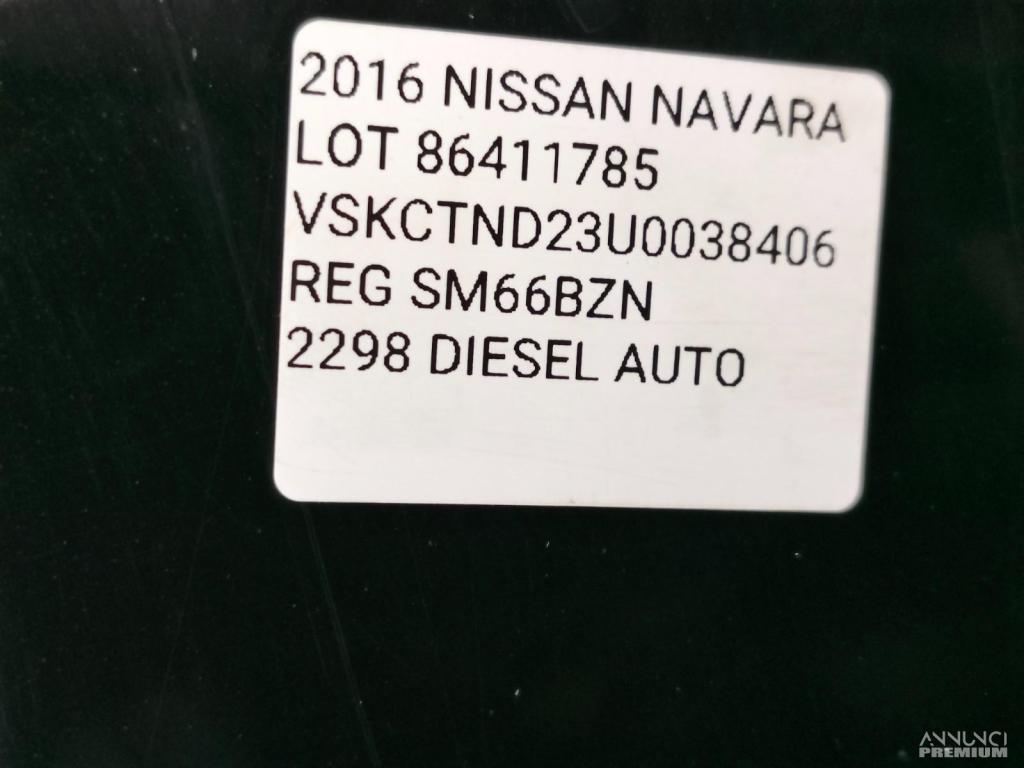 2016 NISSAN NAVARA
LOT 86411785
VSKCTND23U0038406
REG SM66BZN
2298 DIESEL AUTO
ANNUNCI
PREMIUM